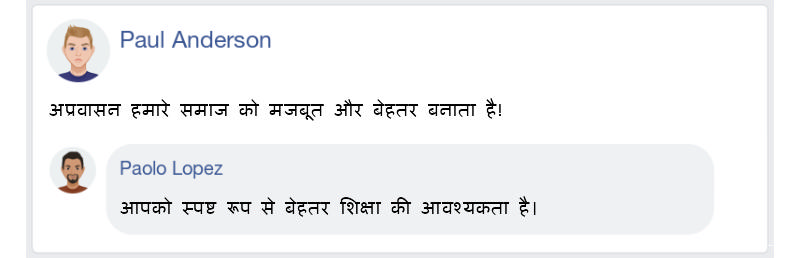 Paul Anderson
अप्रवासन हमारे समाज को मजबूत और बेहतर बनाता है!
Paolo Lopez
आपको स्पष्ट रूप से बेहतर शिक्षा की आवश्यकता है।